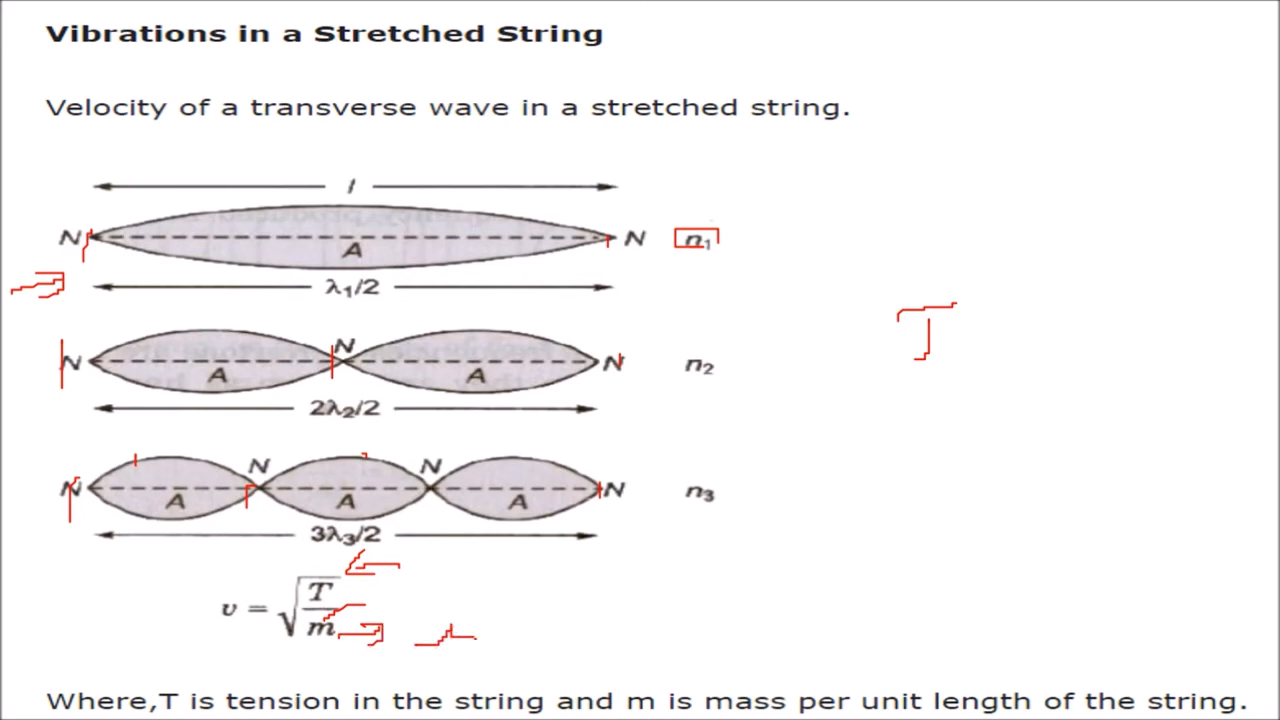 Vibrations in a Stretched String
Velocity of a transverse wave in a stretched string.
l
N A N n₁
λ₁/2
N A N A N n₂
2λ₂/2
N A N A N A N n₃
3λ₃/2
v = √(T/m)
Where,T is tension in the string and m is mass per unit length of the string.